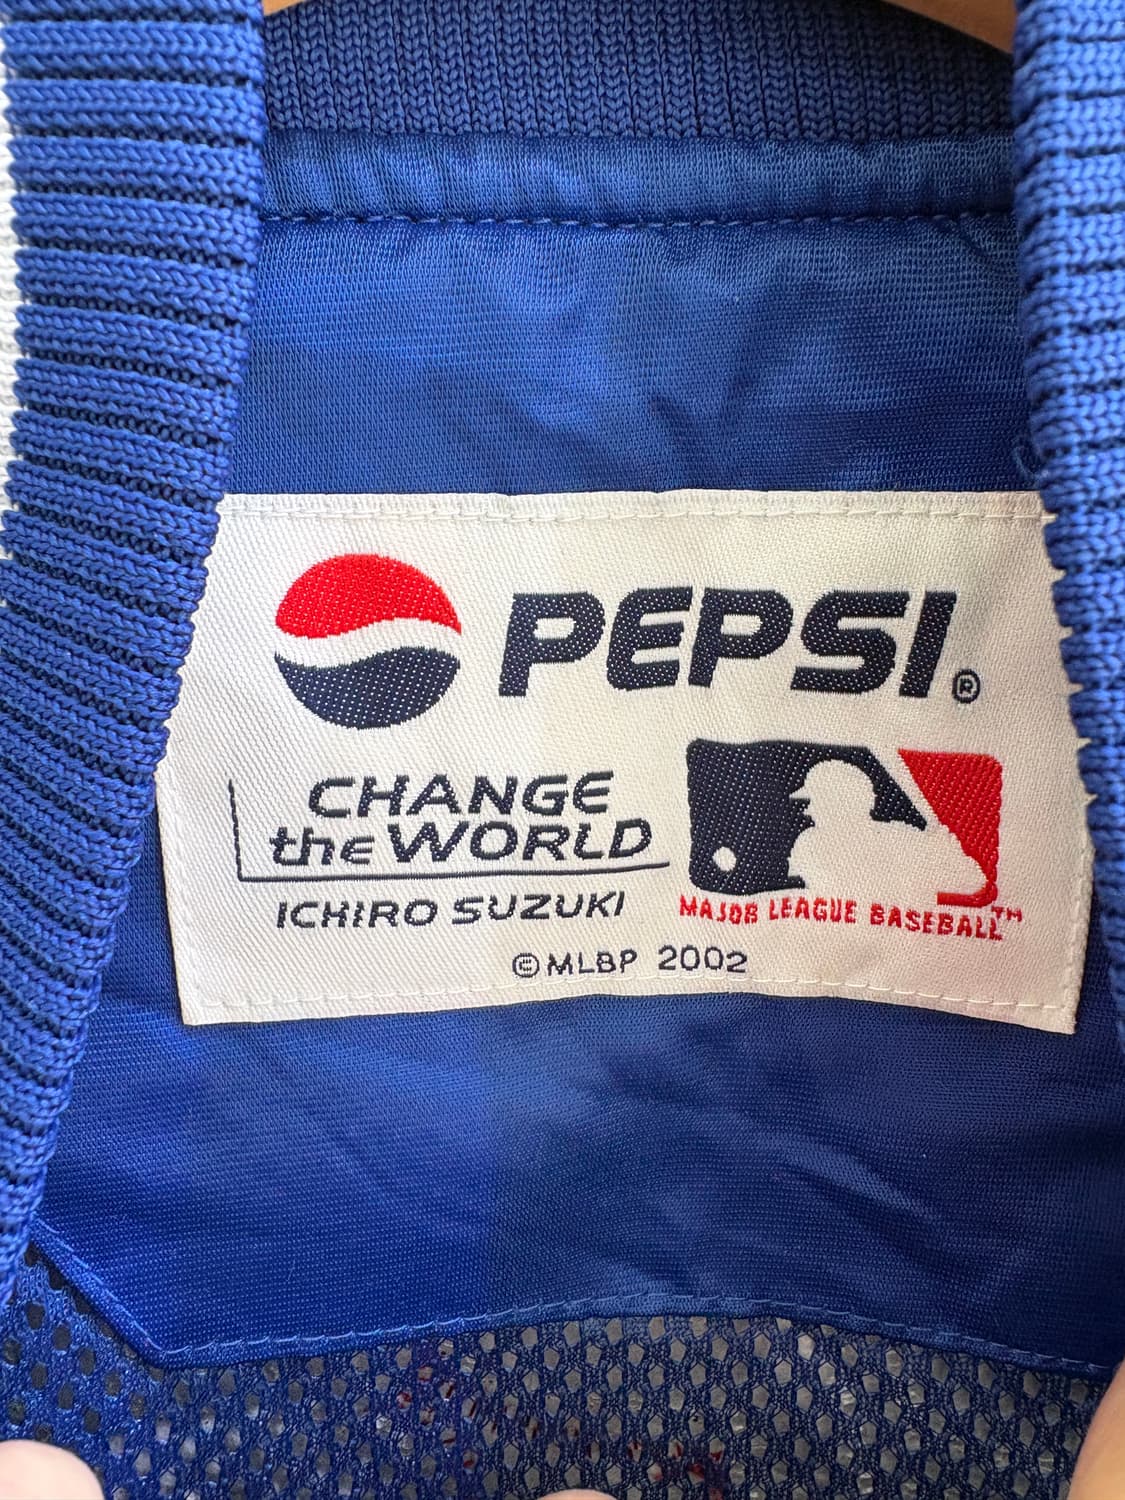 PEPSI®
CHANGE
the WORLD
ICHIRO SUZUKI
MAJOR LEAGUE BASEBALL™
©MLBP 2002